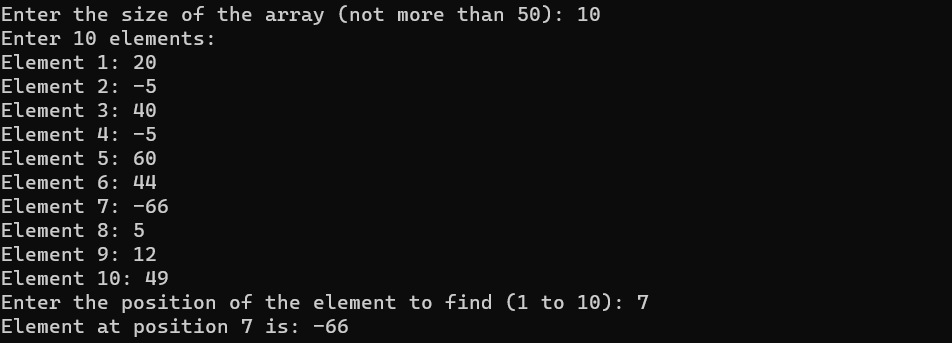 Enter the size of the array (not more than 50): 10
Enter 10 elements:
Element 1: 20
Element 2: -5
Element 3: 40
Element 4: -5
Element 5: 60
Element 6: 44
Element 7: -66
Element 8: 5
Element 9: 12
Element 10: 49
Enter the position of the element to find (1 to 10): 7
Element at position 7 is: -66